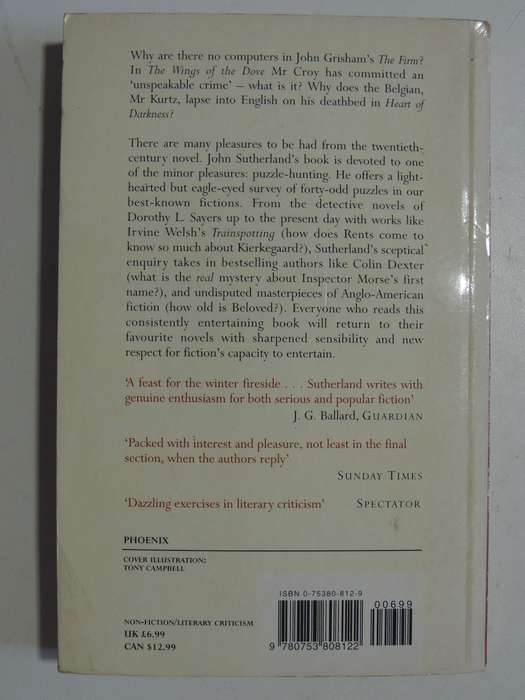 Why are there no computers in John Grisham's The Firm?
In The Wings of the Dove Mr Croy has committed an
'unspeakable crime' – what is it? Why does the Belgian,
Mr Kurtz, lapse into English on his deathbed in Heart of
Darkness?
There are many pleasures to be had from the twentieth-
century novel. John Sutherland's book is devoted to one
of the minor pleasures: puzzle-hunting. He offers a light-
hearted but eagle-eyed survey of forty-odd puzzles in our
best-known fictions. From the detective novels of
Dorothy L. Sayers up to the present day with works like
Irvine Welsh's Trainspotting (how does Rents come to
know so much about Kierkegaard?), Sutherland's sceptical
enquiry takes in bestselling authors like Colin Dexter
(what is the real mystery about Inspector Morse's first
name?), and undisputed masterpieces of Anglo-American
fiction (how old is Beloved?). Everyone who reads this
consistently entertaining book will return to their
favourite novels with sharpened sensibility and new
respect for fiction's capacity to entertain.
'A feast for the winter fireside . . . Sutherland writes with
genuine enthusiasm for both serious and popular fiction'
J. G. Ballard, GUARDIAN
'Packed with interest and pleasure, not least in the final
section, when the authors reply'
SUNDAY TIMES
'Dazzling exercises in literary criticism' SPECTATOR
PHOENIX
COVER ILLUSTRATION:
TONY CAMPBELL
ISBN 0-75380-812-9
00699
NON-FICTION/LITERARY CRITICISM
UK £6.99
CAN $12.99
9 780753 808122